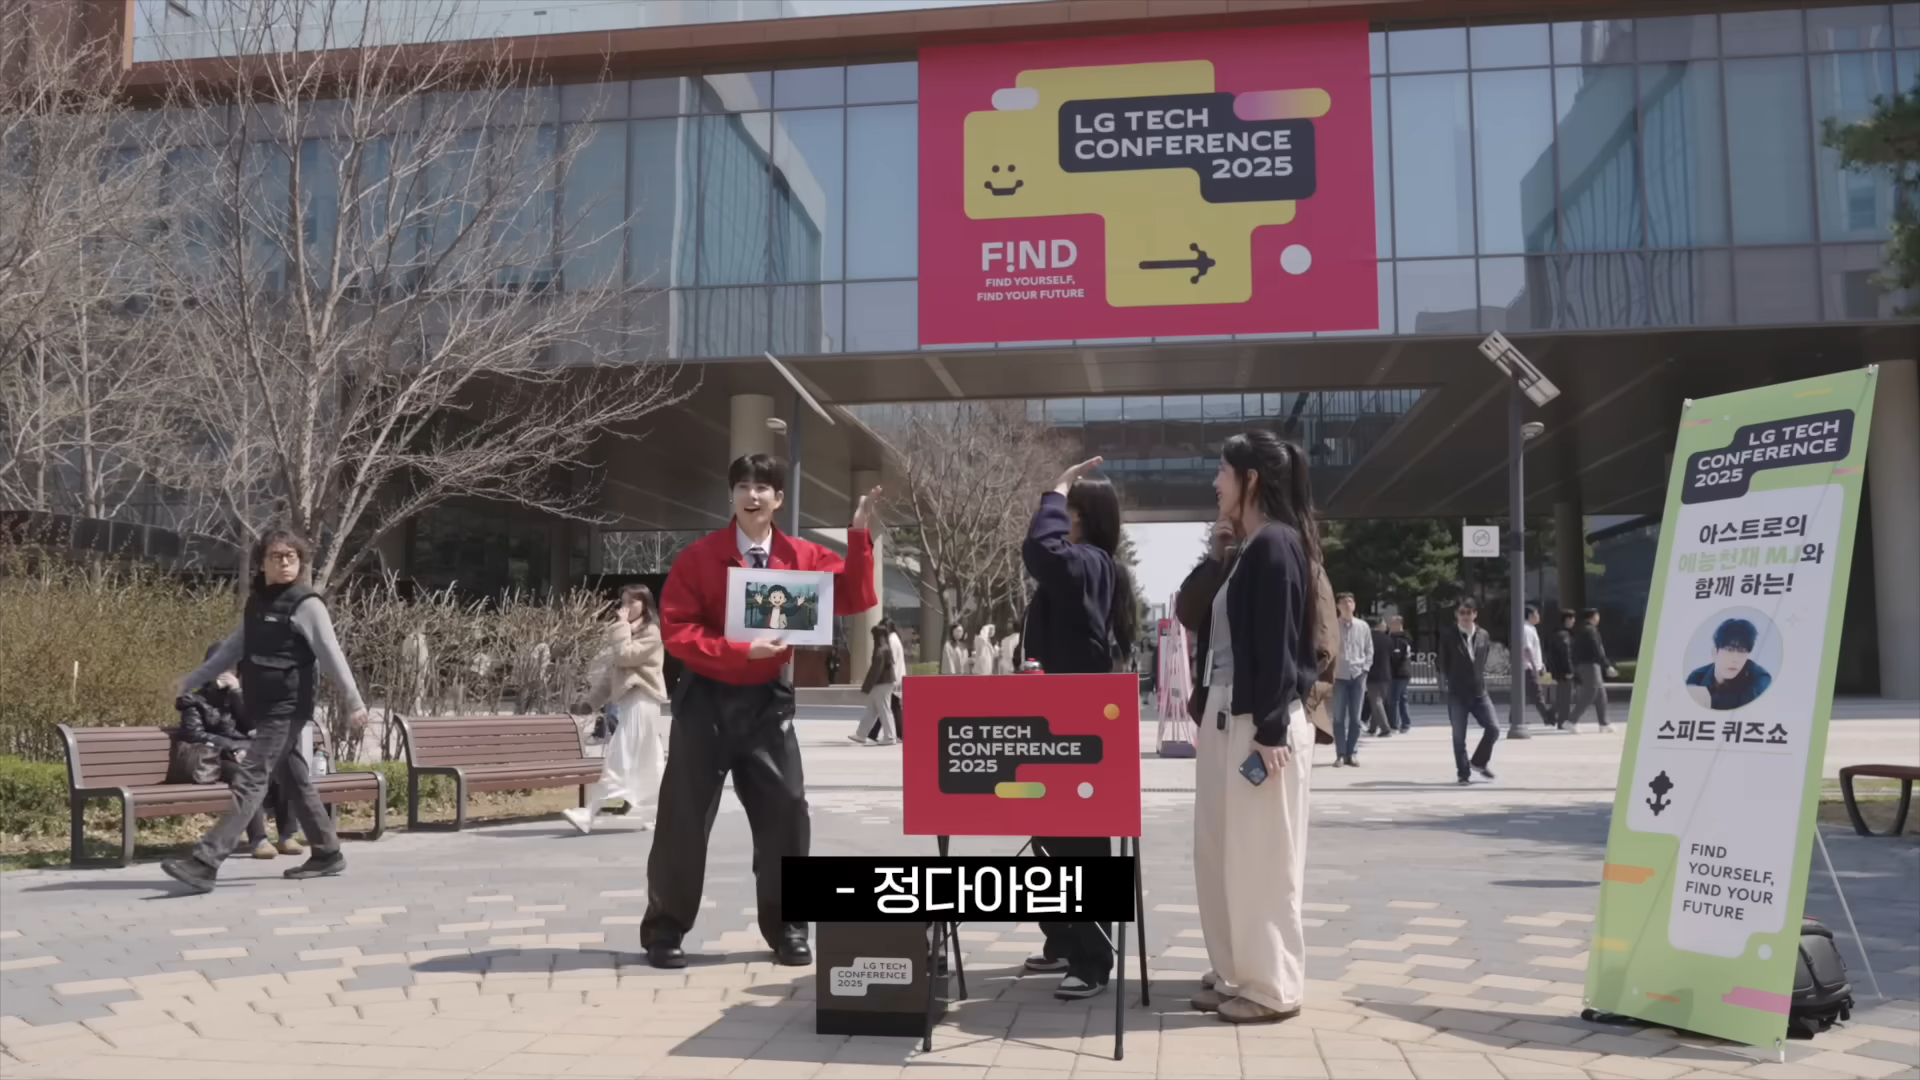 LG TECH
CONFERENCE
2025
F!ND
FIND YOURSELF,
FIND YOUR FUTURE
LG TECH
CONFERENCE
2025
아스트로의
예능천재 MJ와
함께 하는!
스피드 퀴즈쇼
FIND
YOURSELF,
FIND YOUR
FUTURE
LG TECH
CONFERENCE
2025
- 정다아압!
LG TECH
CONFERENCE
2025